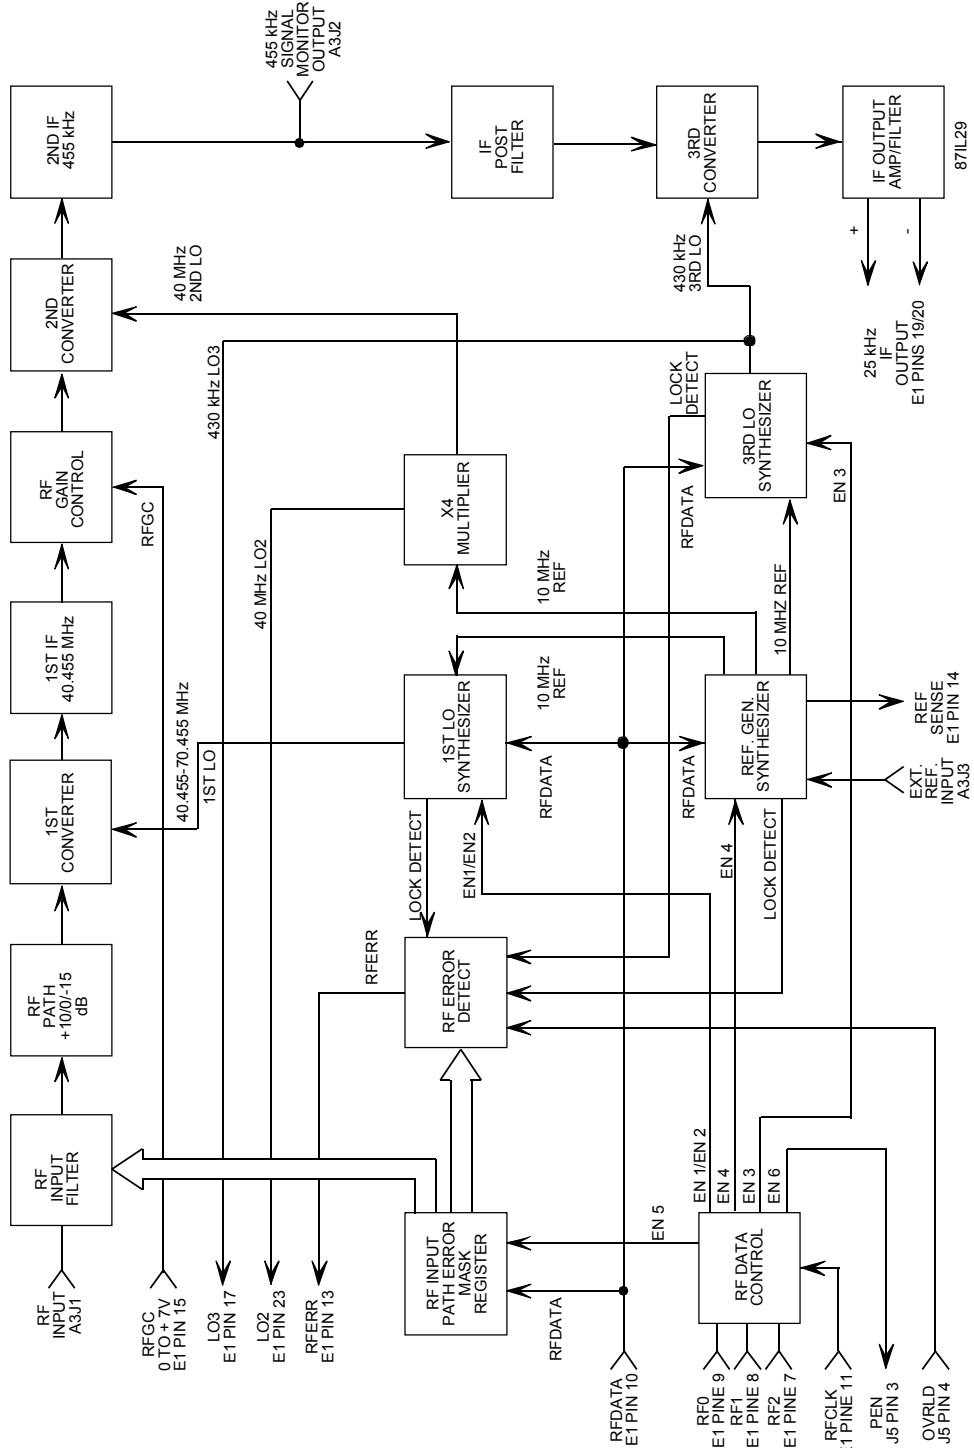 RF
INPUT
A3J1
RF
INPUT
FILTER
RF
PATH
+10/0/-15
dB
1ST
CONVERTER
1ST IF
40.455 MHz
RF
GAIN
CONTROL
2ND
CONVERTER
2ND IF
455 kHz
455 kHz
SIGNAL
MONITOR
OUTPUT
A3J2
RFGC
0 TO + 7V
E1 PIN 15
RFGC
40.455-70.455 MHz
1ST LO
40 MHz
2ND LO
LO3
E1 PIN 17
430 kHz LO3
LO2
E1 PIN 23
40 MHz LO2
RFERR
E1 PIN 13
RFERR
RF INPUT
PATH ERROR
MASK
REGISTER
RF ERROR
DETECT
LOCK DETECT
EN1/EN2
1ST LO
SYNTHESIZER
X4
MULTIPLIER
IF
POST
FILTER
RFDATA
RFDATA
10 MHz
REF
10 MHz
REF
RFDATA
E1 PIN 10
EN 5
LOCK
DETECT
430 kHz
3RD LO
3RD
CONVERTER
RFDATA
RFDATA
RF DATA
CONTROL
EN 1/EN 2
EN 4
EN 3
EN 6
EN 4
LOCK DETECT
REF. GEN.
SYNTHESIZER
10 MHZ REF
3RD LO
SYNTHESIZER
EN 3
RF0
E1 PINE 9
RF1
E1 PINE 8
RF2
E1 PINE 7
RFCLK
E1 PINE 11
PEN
J5 PIN 3
OVRLD
J5 PIN 4
EXT.
REF.
INPUT
A3J3
REF
SENSE
E1 PIN 14
IF OUTPUT
AMP/FILTER
+
-
25 kHz
IF
OUTPUT
E1 PINS 19/20
87IL29